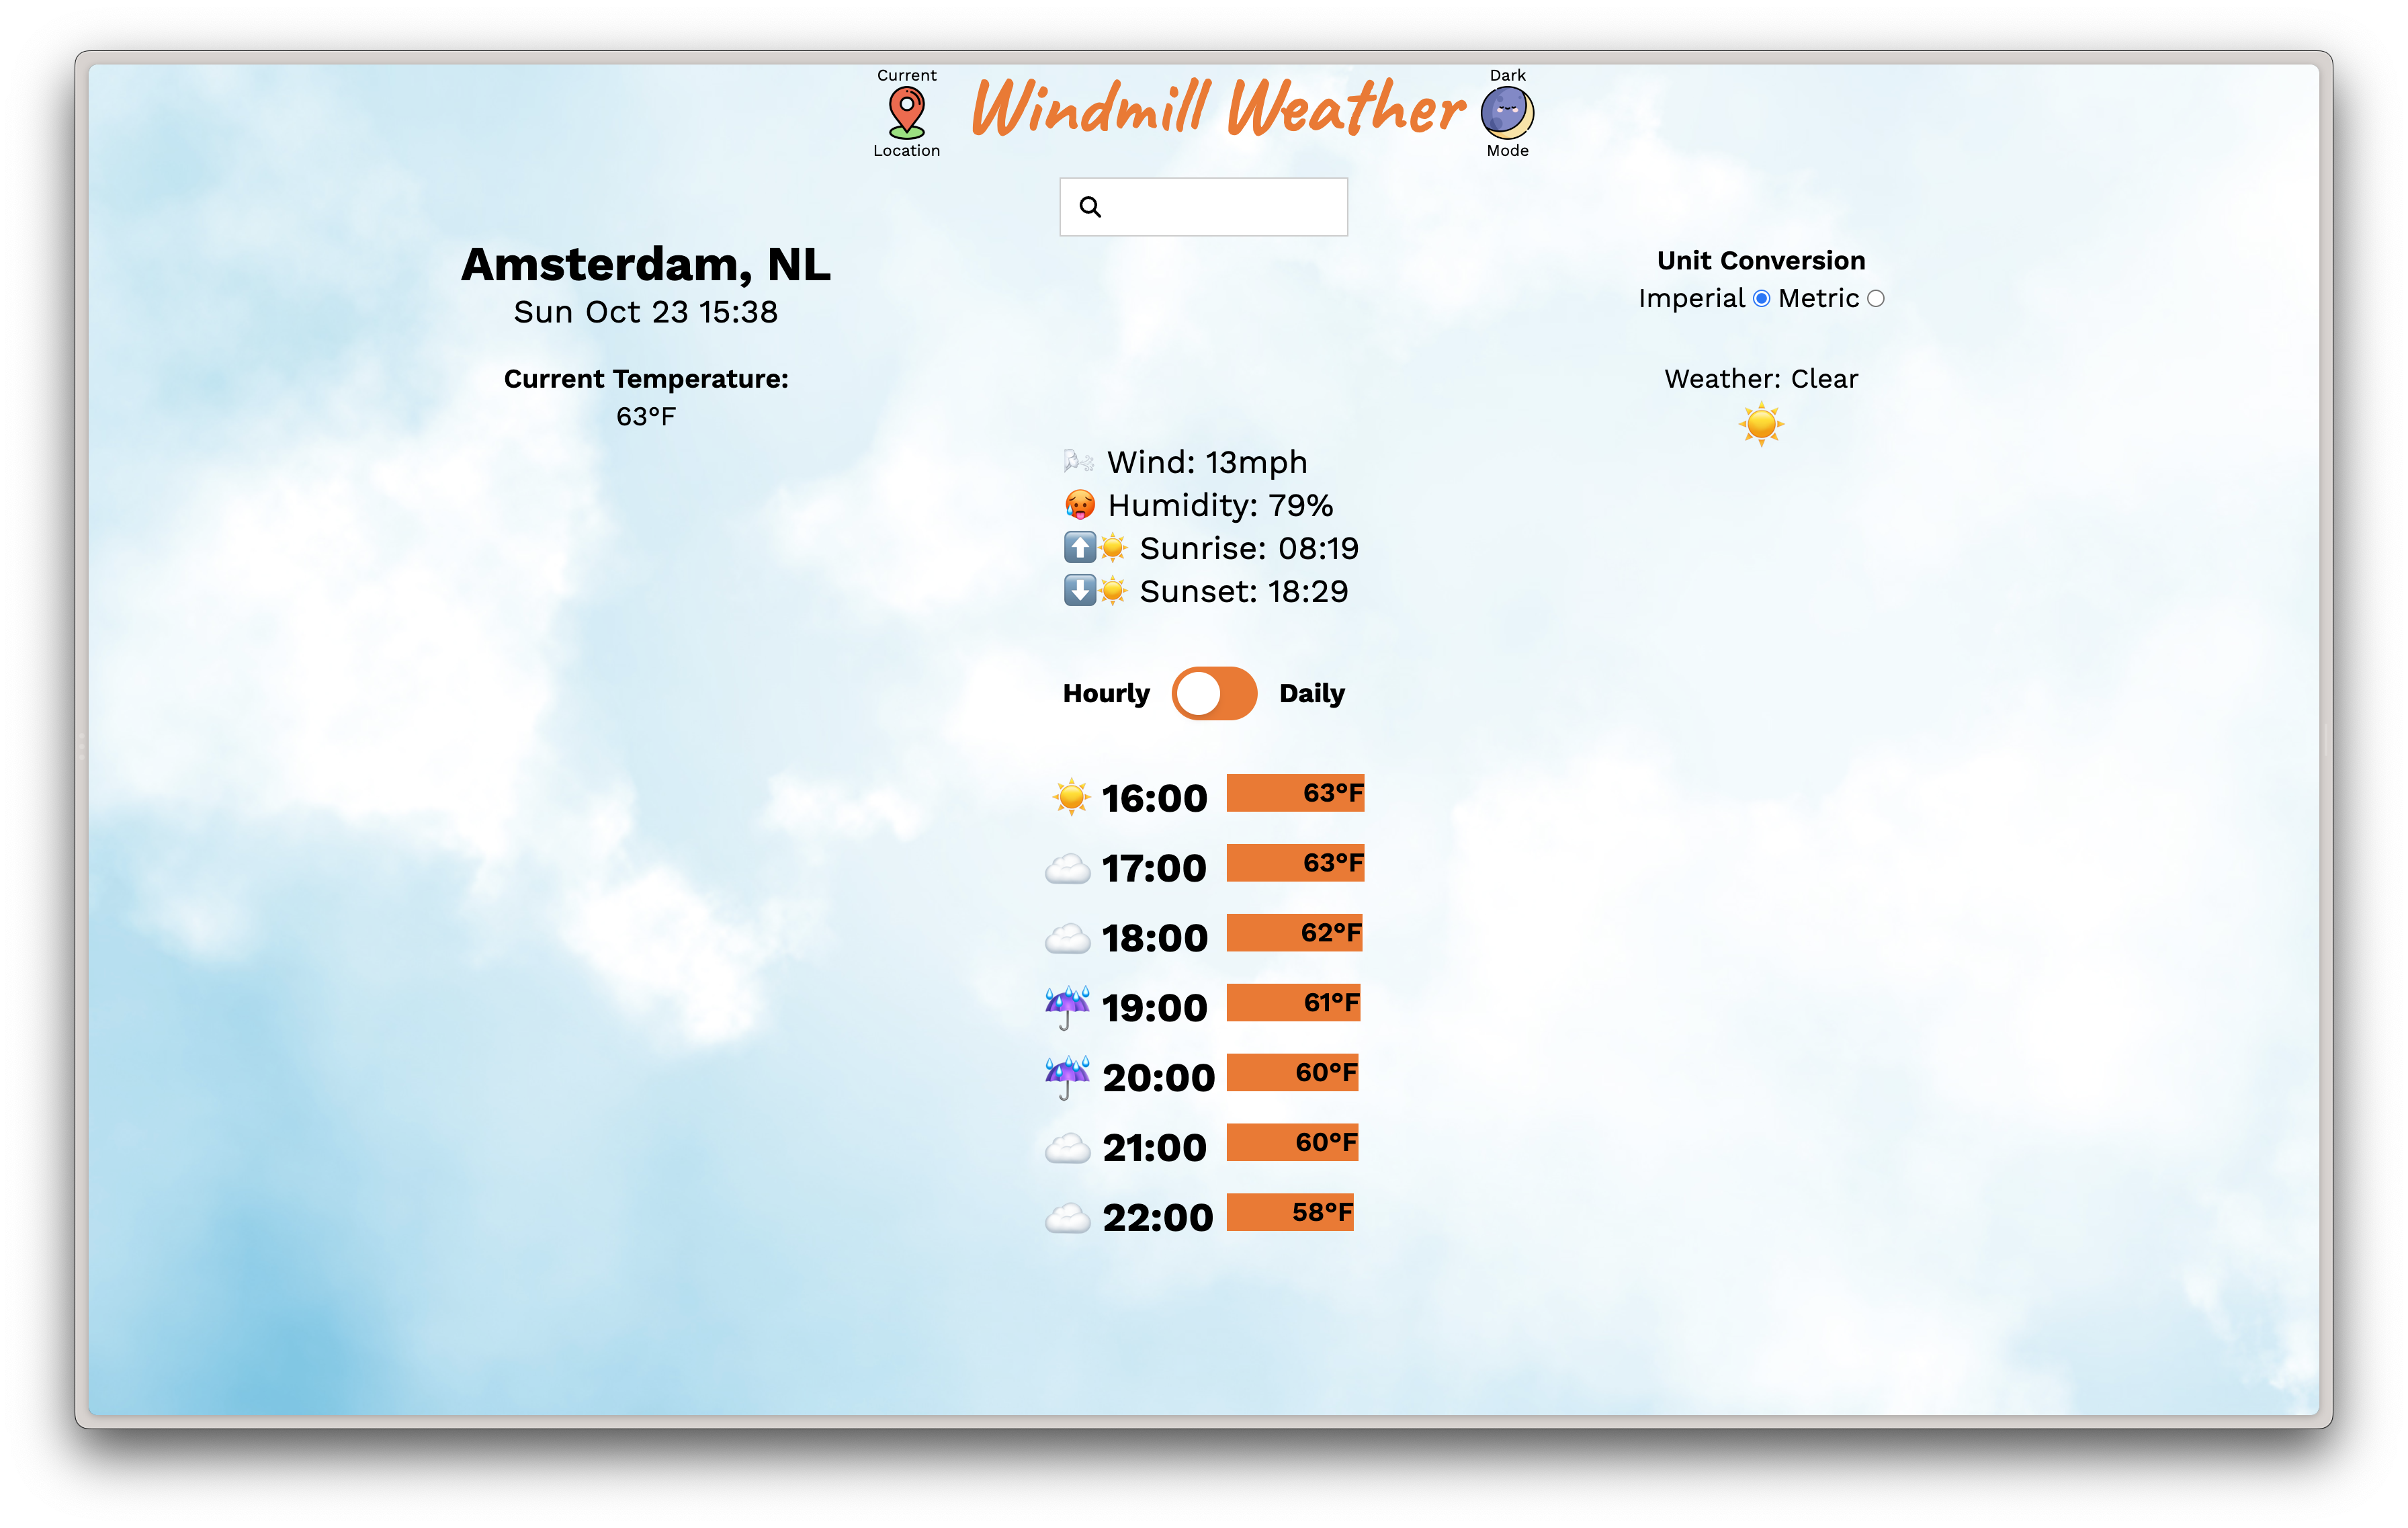 Current
Location
Windmill Weather
Dark
Mode
Amsterdam, NL
Sun Oct 23 15:38
Current Temperature:
63°F
Unit Conversion
Imperial Metric
Weather: Clear
Wind: 13mph
Humidity: 79%
Sunrise: 08:19
Sunset: 18:29
Hourly Daily
16:00 63°F
17:00 63°F
18:00 62°F
19:00 61°F
20:00 60°F
21:00 60°F
22:00 58°F